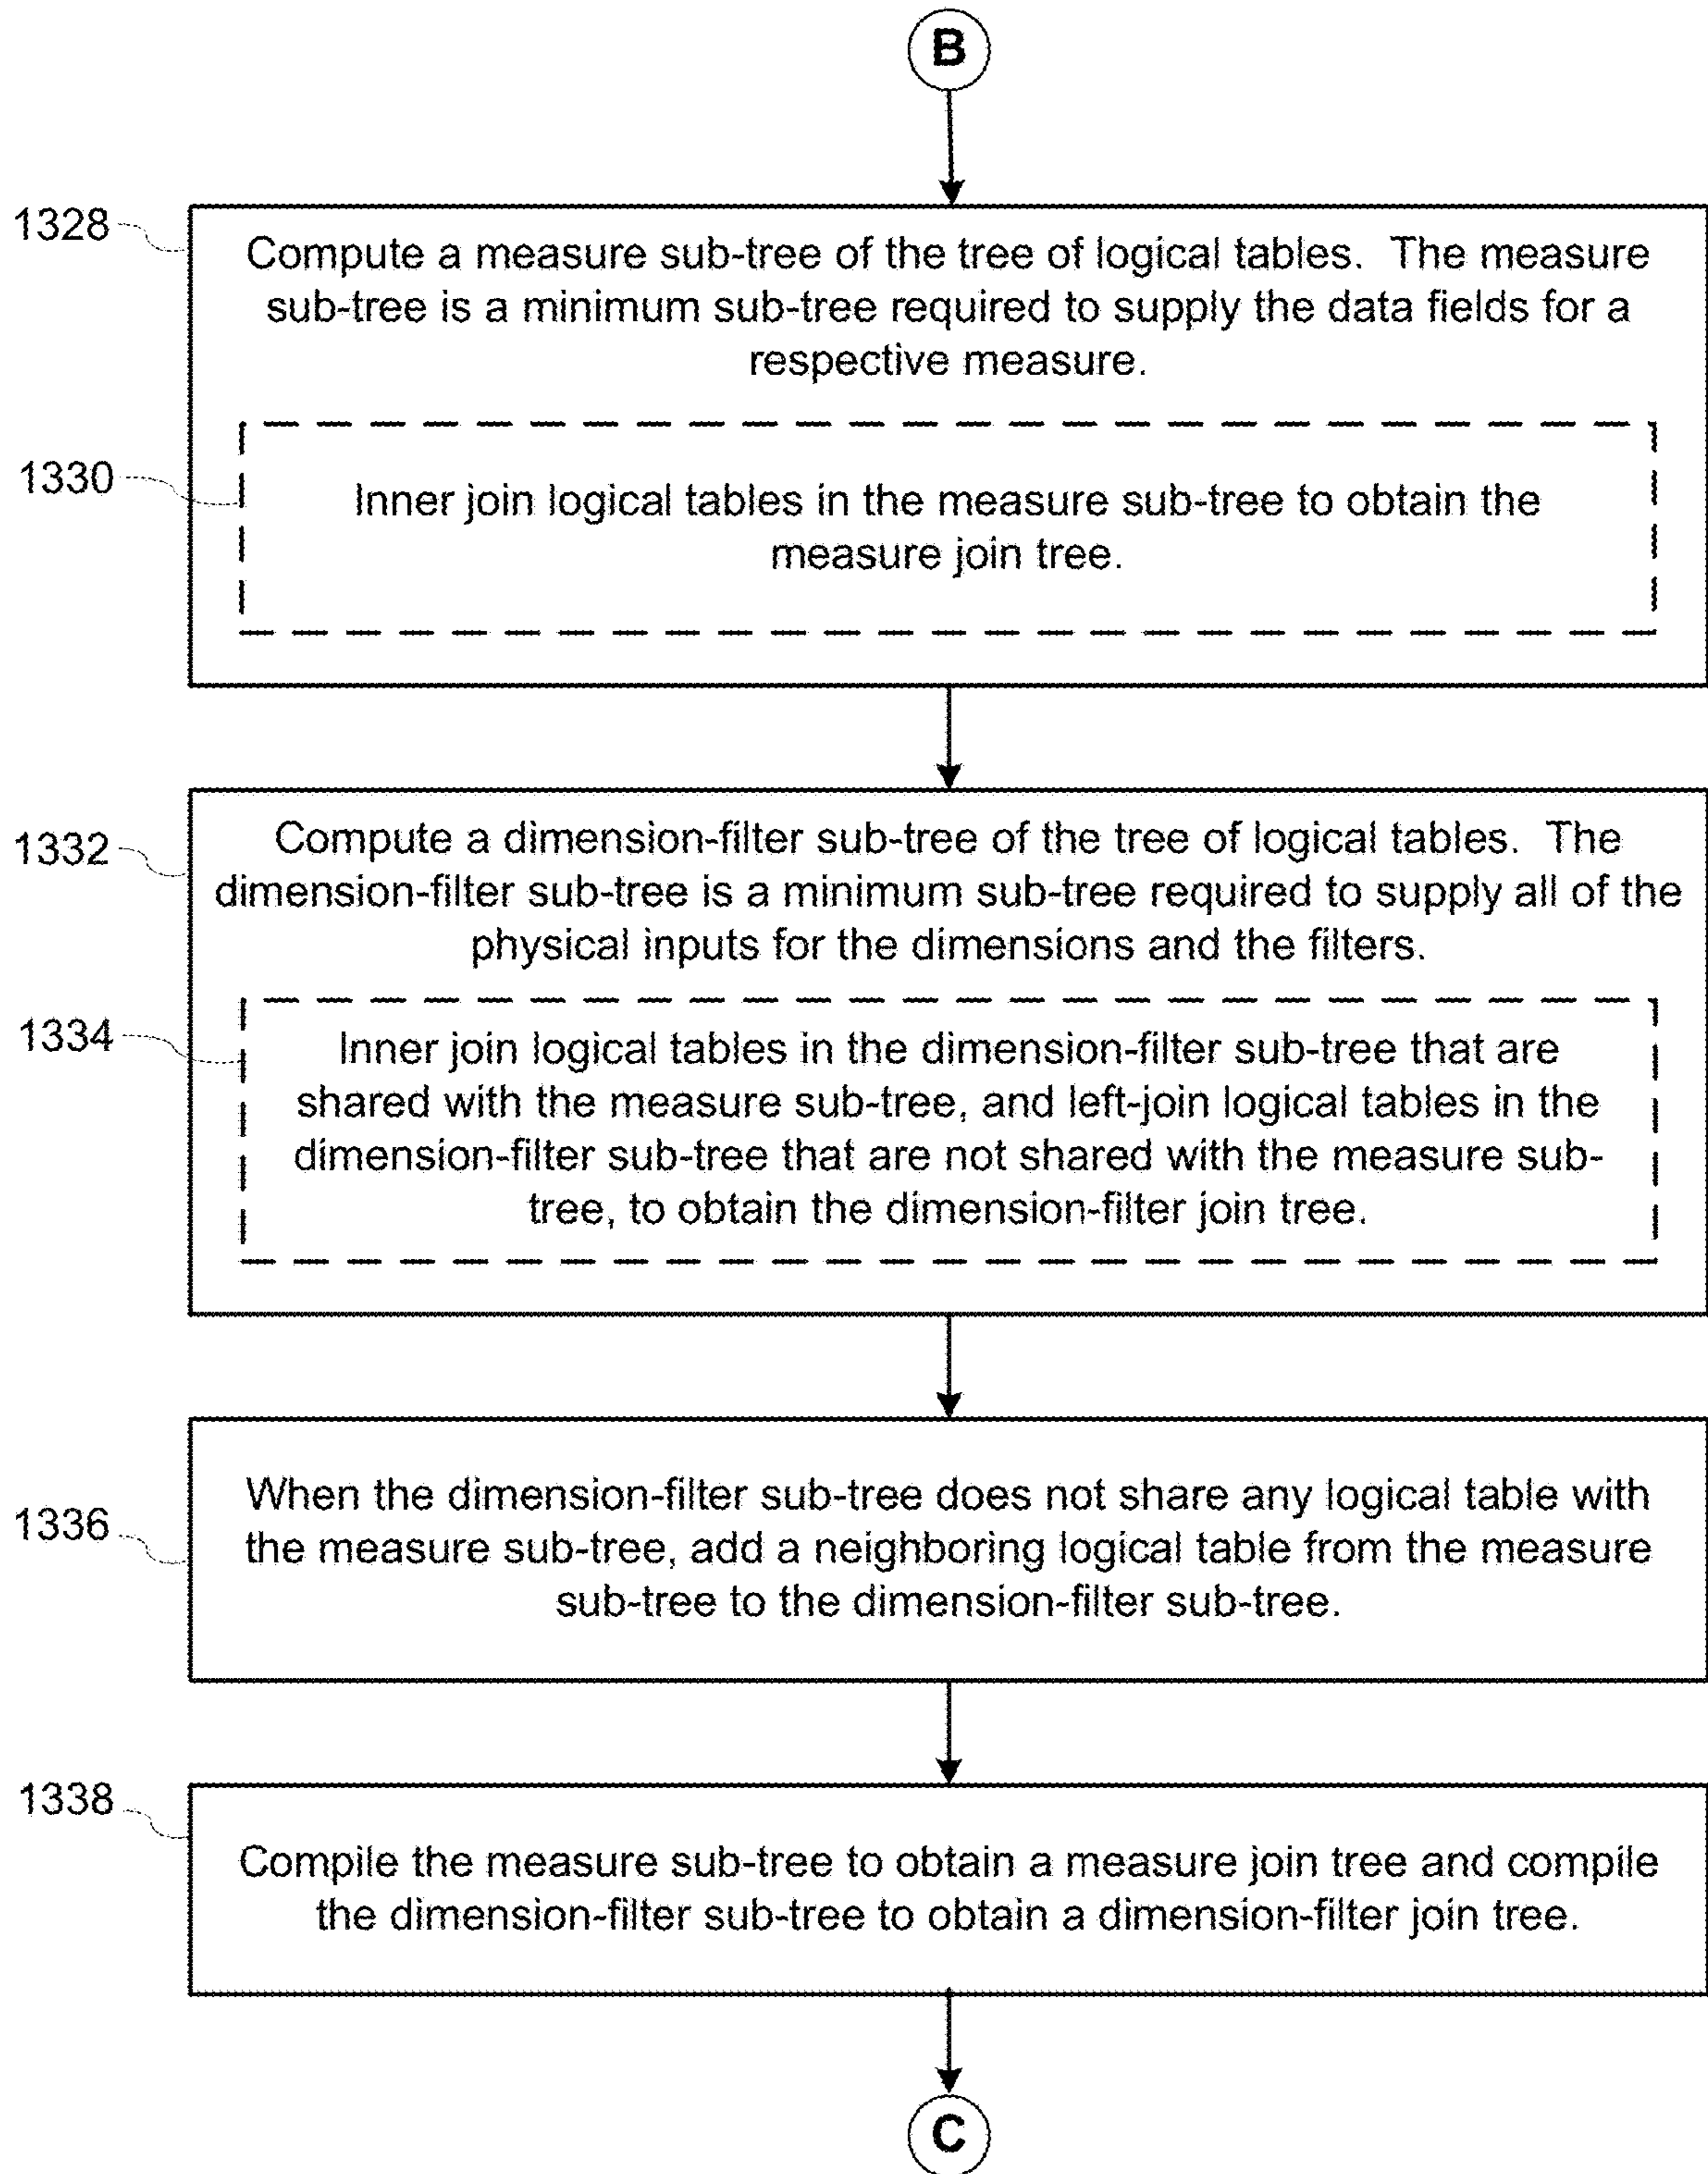 B
1328
Compute a measure sub-tree of the tree of logical tables. The measure
sub-tree is a minimum sub-tree required to supply the data fields for a
respective measure.
1330
Inner join logical tables in the measure sub-tree to obtain the
measure join tree.
1332
Compute a dimension-filter sub-tree of the tree of logical tables. The
dimension-filter sub-tree is a minimum sub-tree required to supply all of the
physical inputs for the dimensions and the filters.
1334
Inner join logical tables in the dimension-filter sub-tree that are
shared with the measure sub-tree, and left-join logical tables in the
dimension-filter sub-tree that are not shared with the measure sub-
tree, to obtain the dimension-filter join tree.
1336
When the dimension-filter sub-tree does not share any logical table with
the measure sub-tree, add a neighboring logical table from the measure
sub-tree to the dimension-filter sub-tree.
1338
Compile the measure sub-tree to obtain a measure join tree and compile
the dimension-filter sub-tree to obtain a dimension-filter join tree.
C